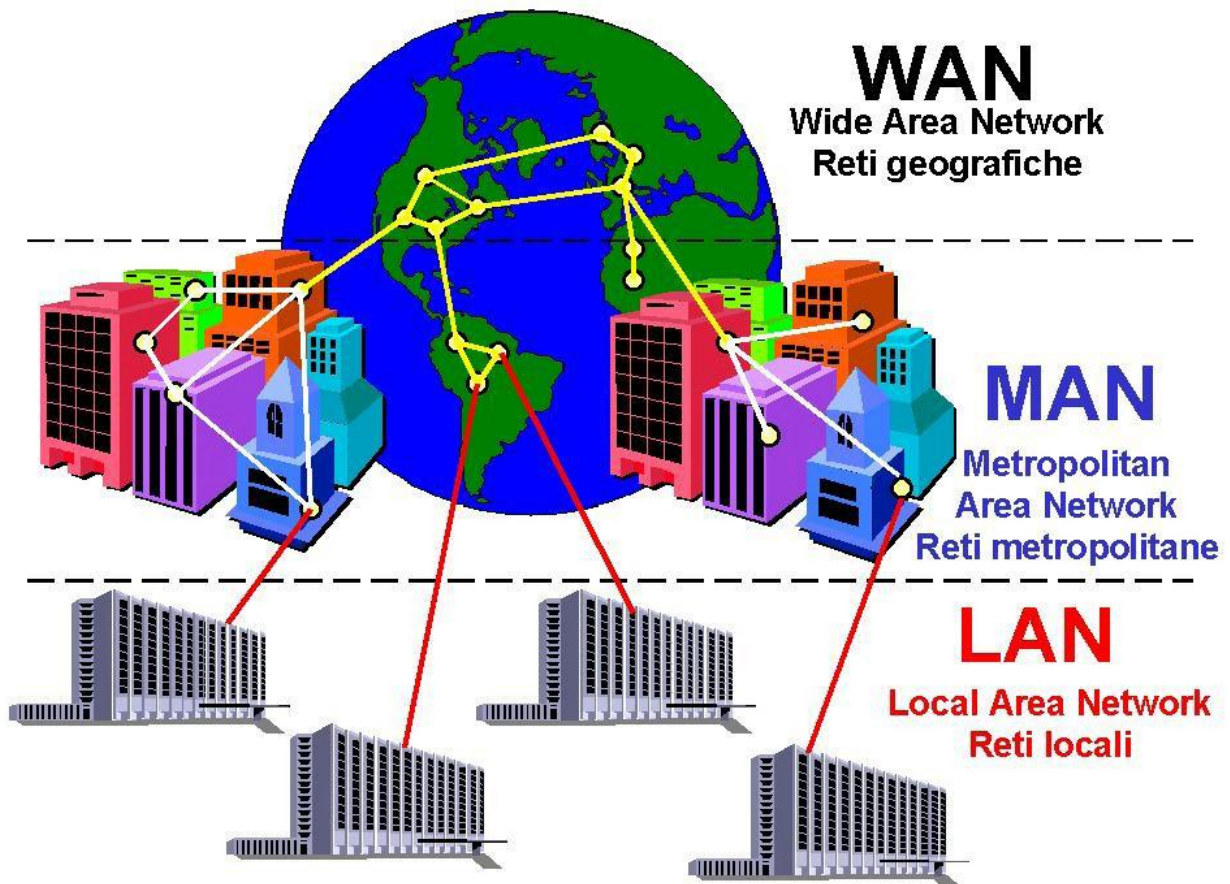 WAN
Wide Area Network
Reti geografiche
MAN
Metropolitan
Area Network
Reti metropolitane
LAN
Local Area Network
Reti locali